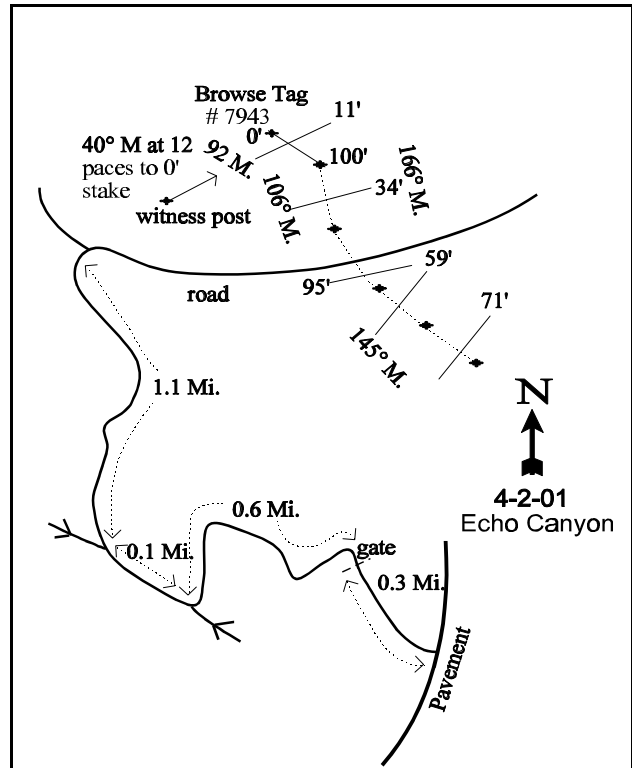 Browse Tag
# 7943
0'
11'
100'
40° M at 12
paces to 0'
stake
92 M.
106° M.
34'
166° M.
witness post
road
95'
59'
145° M.
71'
1.1 Mi.
N
4-2-01
Echo Canyon
0.6 Mi.
0.1 Mi.
gate
0.3 Mi.
Pavement